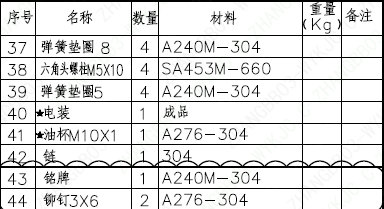 序号 名称 数量 材料 重量(Kg) 备注
37 弹簧垫圈 8 4 A240M-304
38 六角头螺柱M5X10 4 SA453M-660
39 弹簧垫圈5 4 A240M-304
40 ★电装 1 成品
41 ★油杯M10X1 1 A276-304
42 链 1 304
43 铭牌 1 A240M-304
44 铆钉3X6 2 A276-304